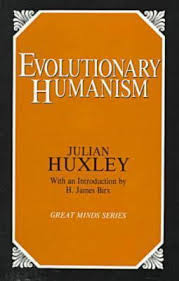 EVOLUTIONARY
HUMANISM
JULIAN
HUXLEY
With an Introduction by
H. James Birx
GREAT MINDS SERIES